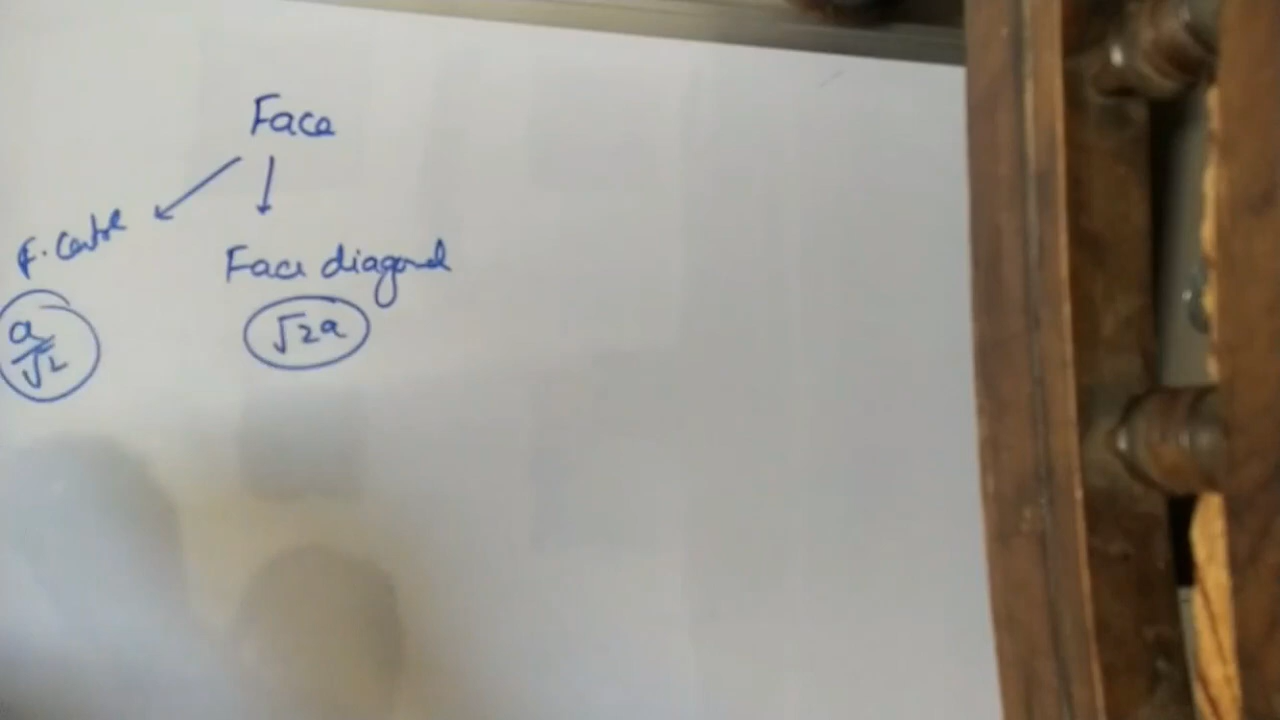 Face
F. Centre
Face diagonal
a/√2
√2a